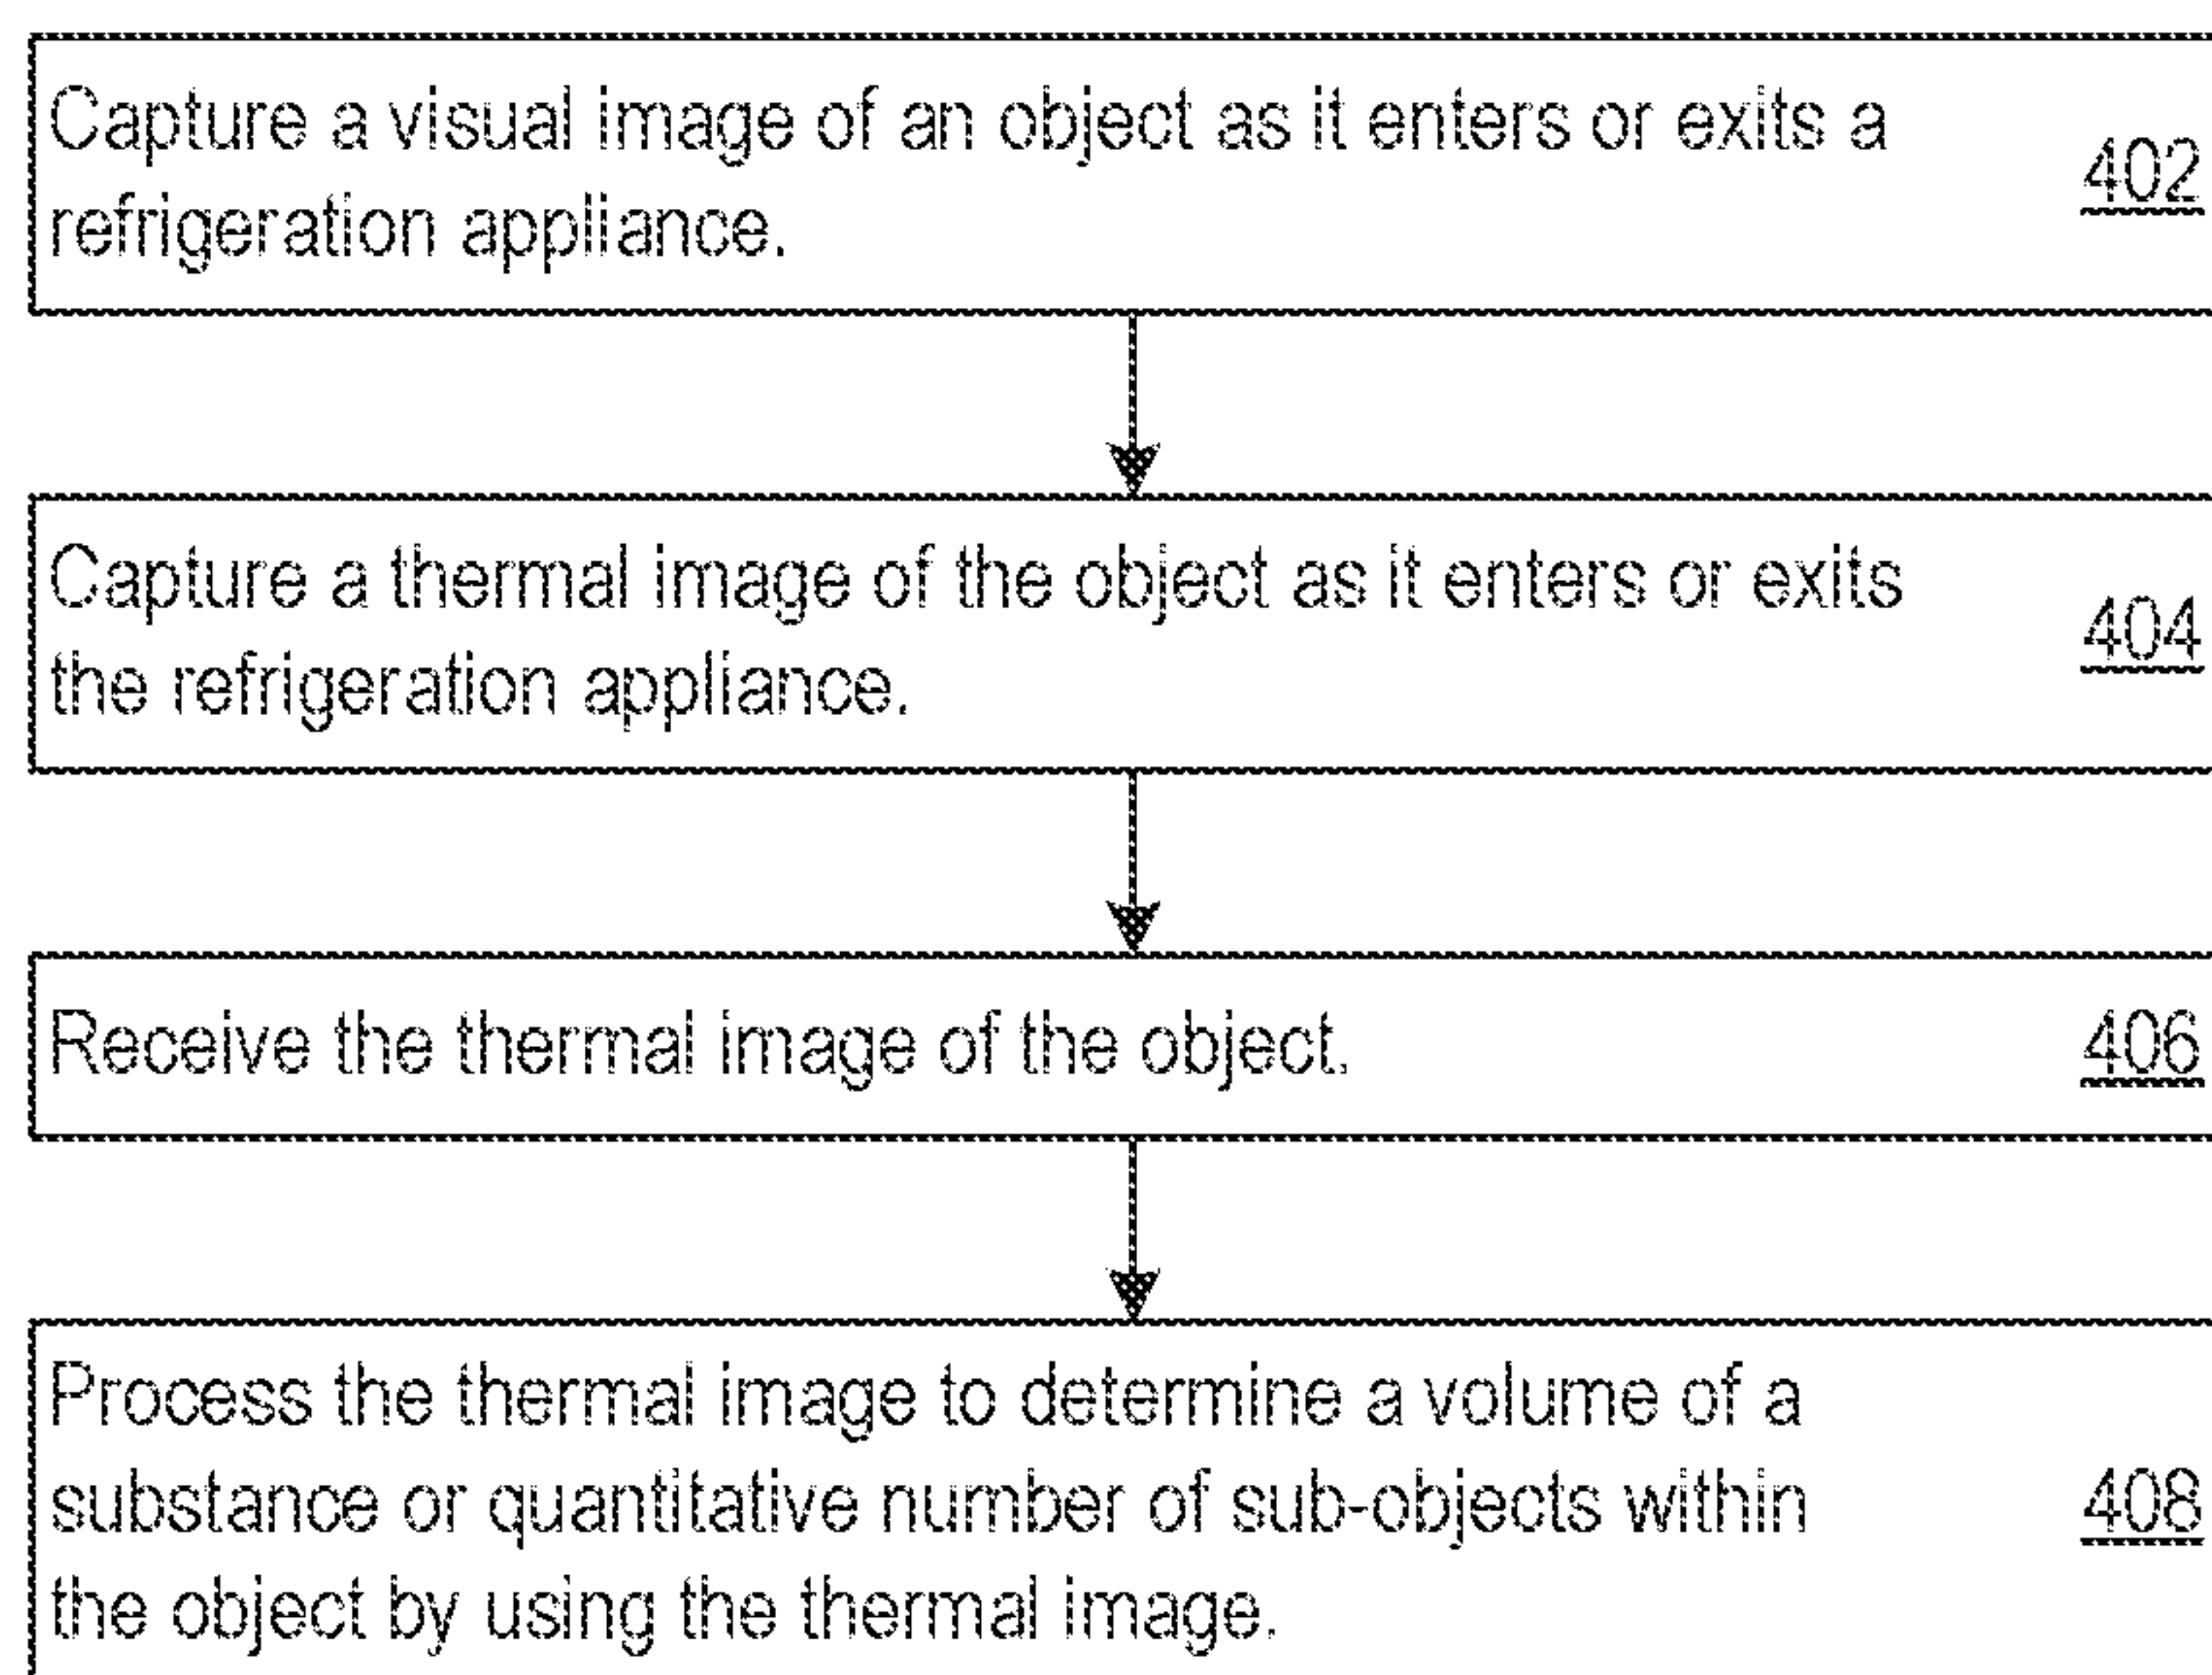 Capture a visual image of an object as it enters or exits a
refrigeration appliance.
402
Capture a thermal image of the object as it enters or exits
the refrigeration appliance.
404
Receive the thermal image of the object.
406
Process the thermal image to determine a volume of a
substance or quantitative number of sub-objects within
the object by using the thermal image.
408